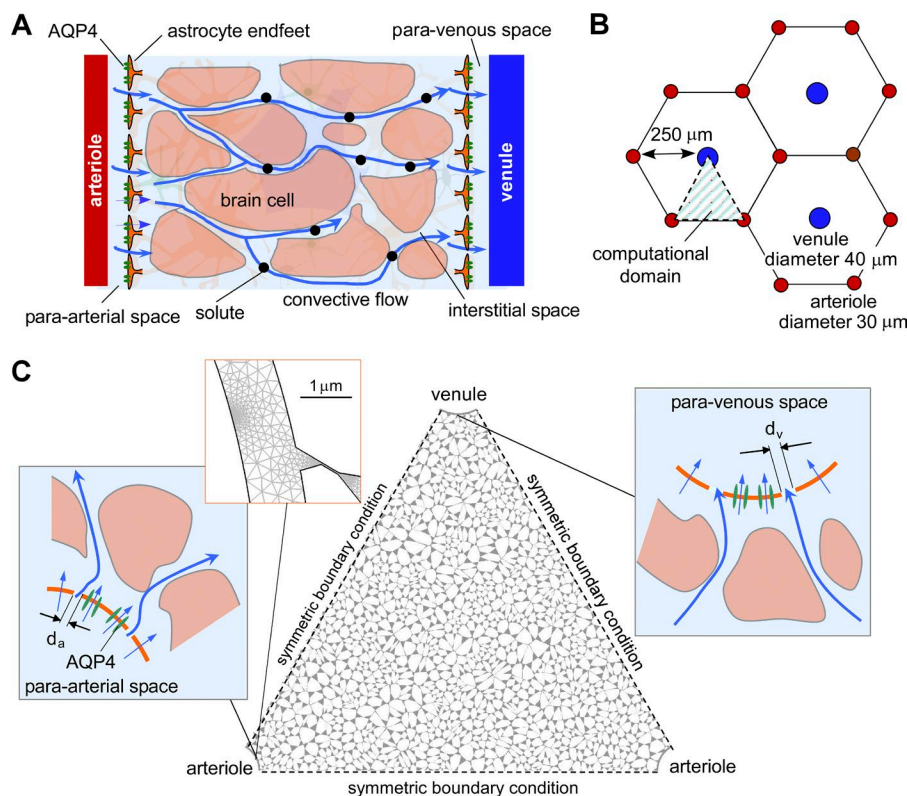 A
AQP4
astrocyte endfeet
para-venous space
arteriole
brain cell
venule
para-arterial space
solute
convective flow
interstitial space
B
250 μm
computational
domain
venule
diameter 40 μm
arteriole
diameter 30 μm
C
1 μm
venule
para-venous space
dv
symmetric boundary condition
symmetric boundary condition
da
AQP4
para-arterial space
arteriole
arteriole
symmetric boundary condition